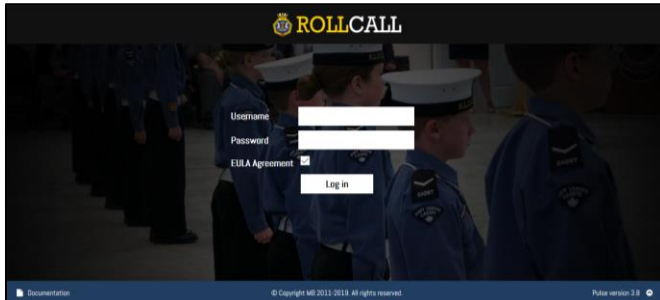 ROLLCALL
Username
Password
EULA Agreement
Log in
CADET
Documentation
© Copyright MB 2011-2019. All rights reserved.
Pulse version 3.8